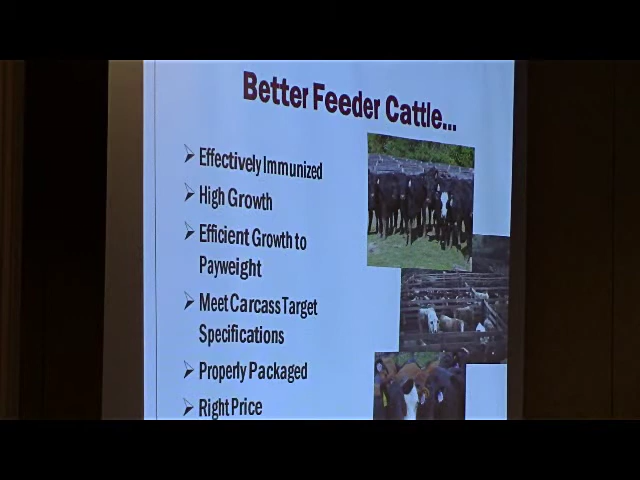 Better Feeder Cattle...
Effectively Immunized
High Growth
Efficient Growth to
Payweight
Meet Carcass Target
Specifications
Properly Packaged
Right Price